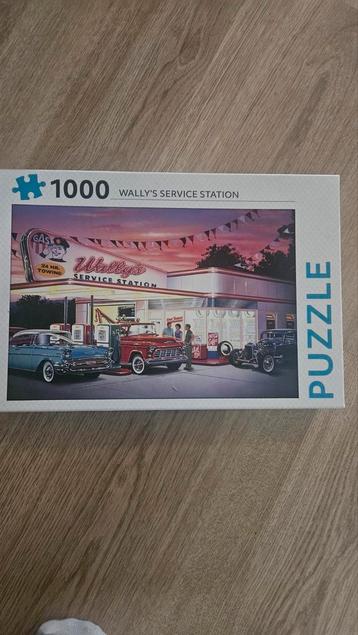 1000 WALLY'S SERVICE STATION
GAS
24 HR.
TOWING
Wally's
SERVICE STATION
PUZZLE